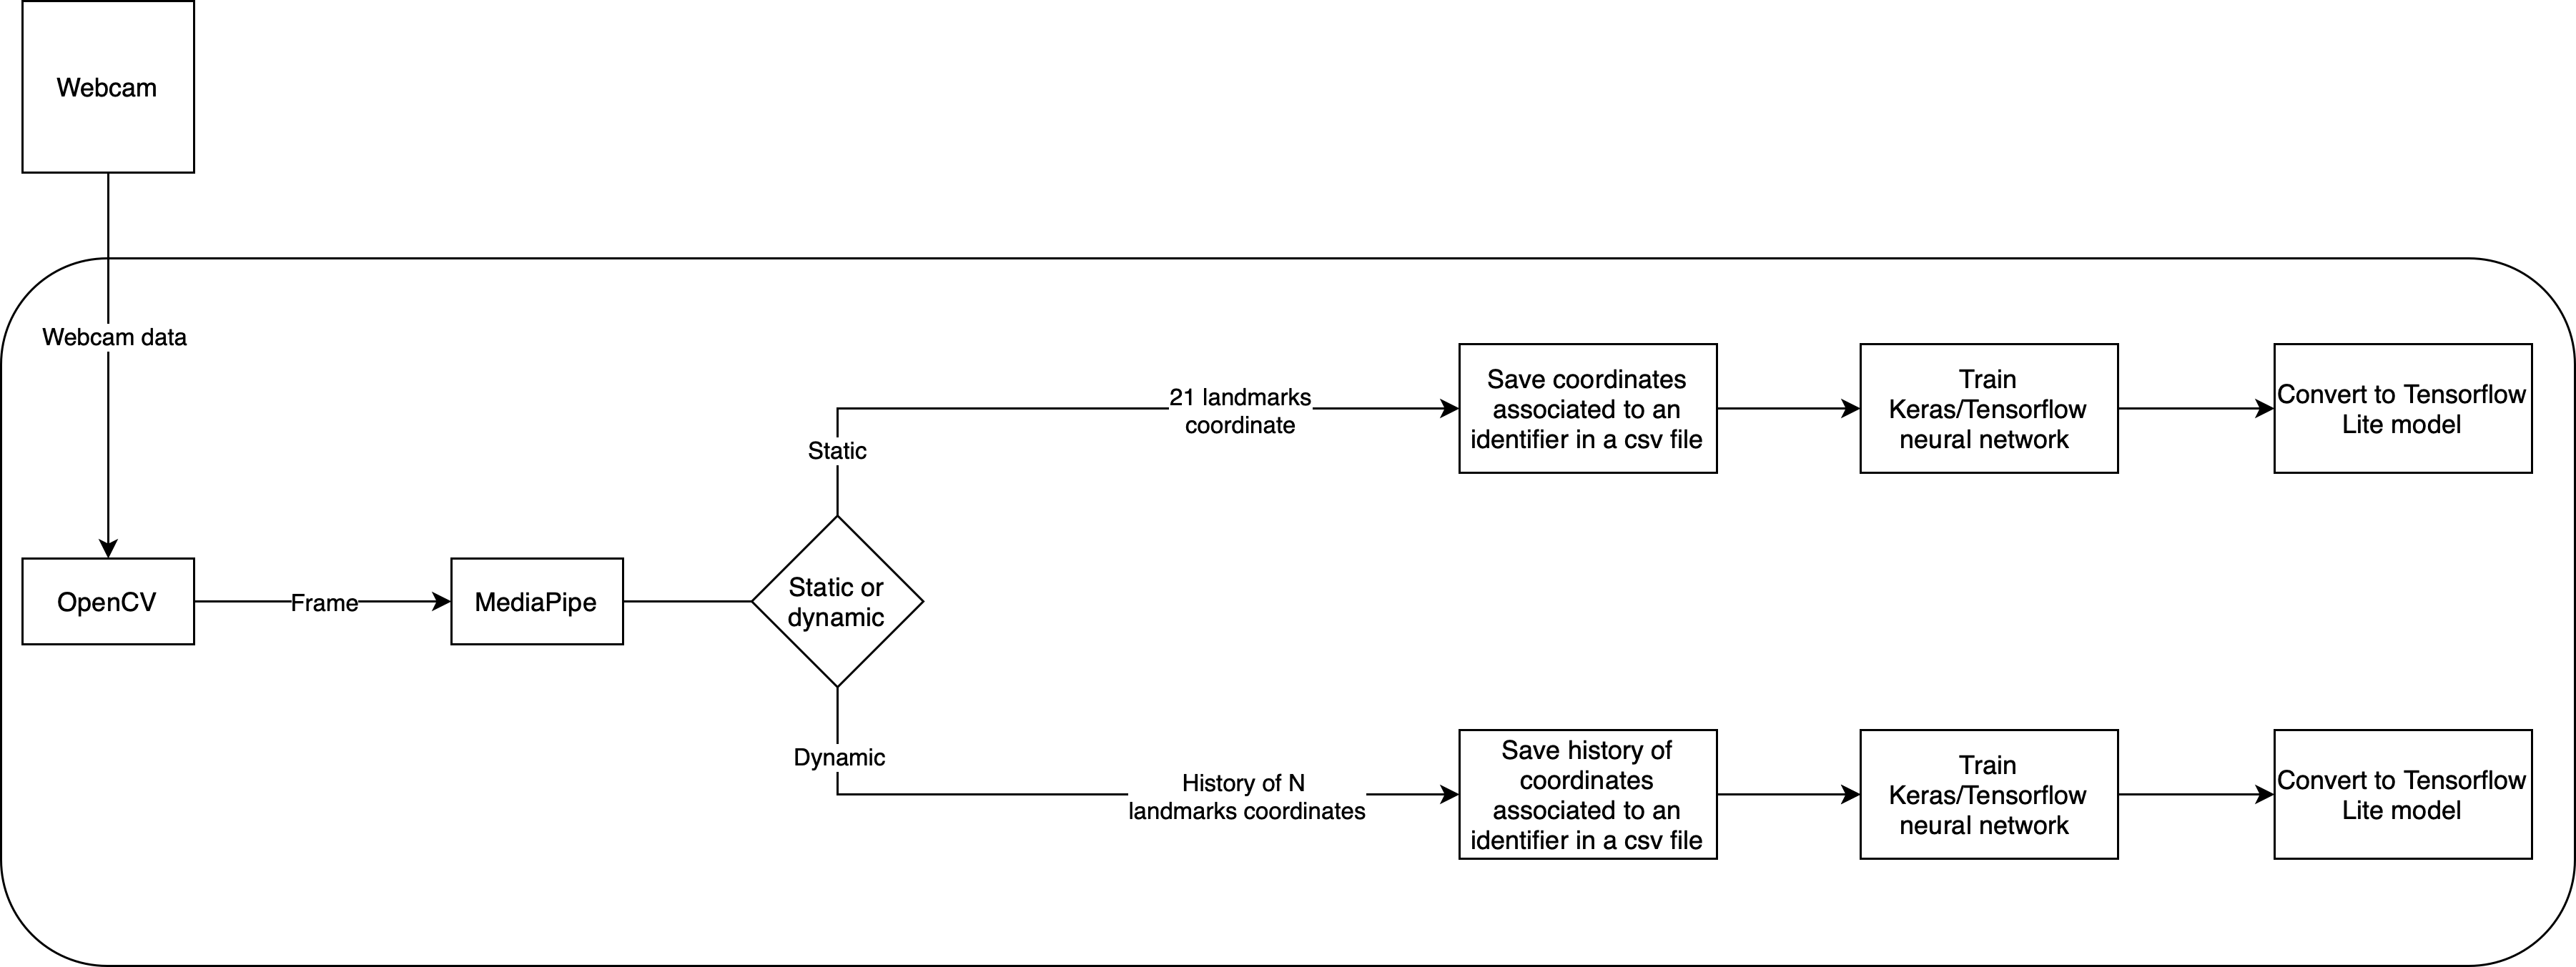 Webcam
Webcam data
OpenCV
Frame
MediaPipe
Static or
dynamic
Static
21 landmarks
coordinate
Save coordinates
associated to an
identifier in a csv file
Train
Keras/Tensorflow
neural network
Convert to Tensorflow
Lite model
Dynamic
History of N
landmarks coordinates
Save history of
coordinates
associated to an
identifier in a csv file
Train
Keras/Tensorflow
neural network
Convert to Tensorflow
Lite model